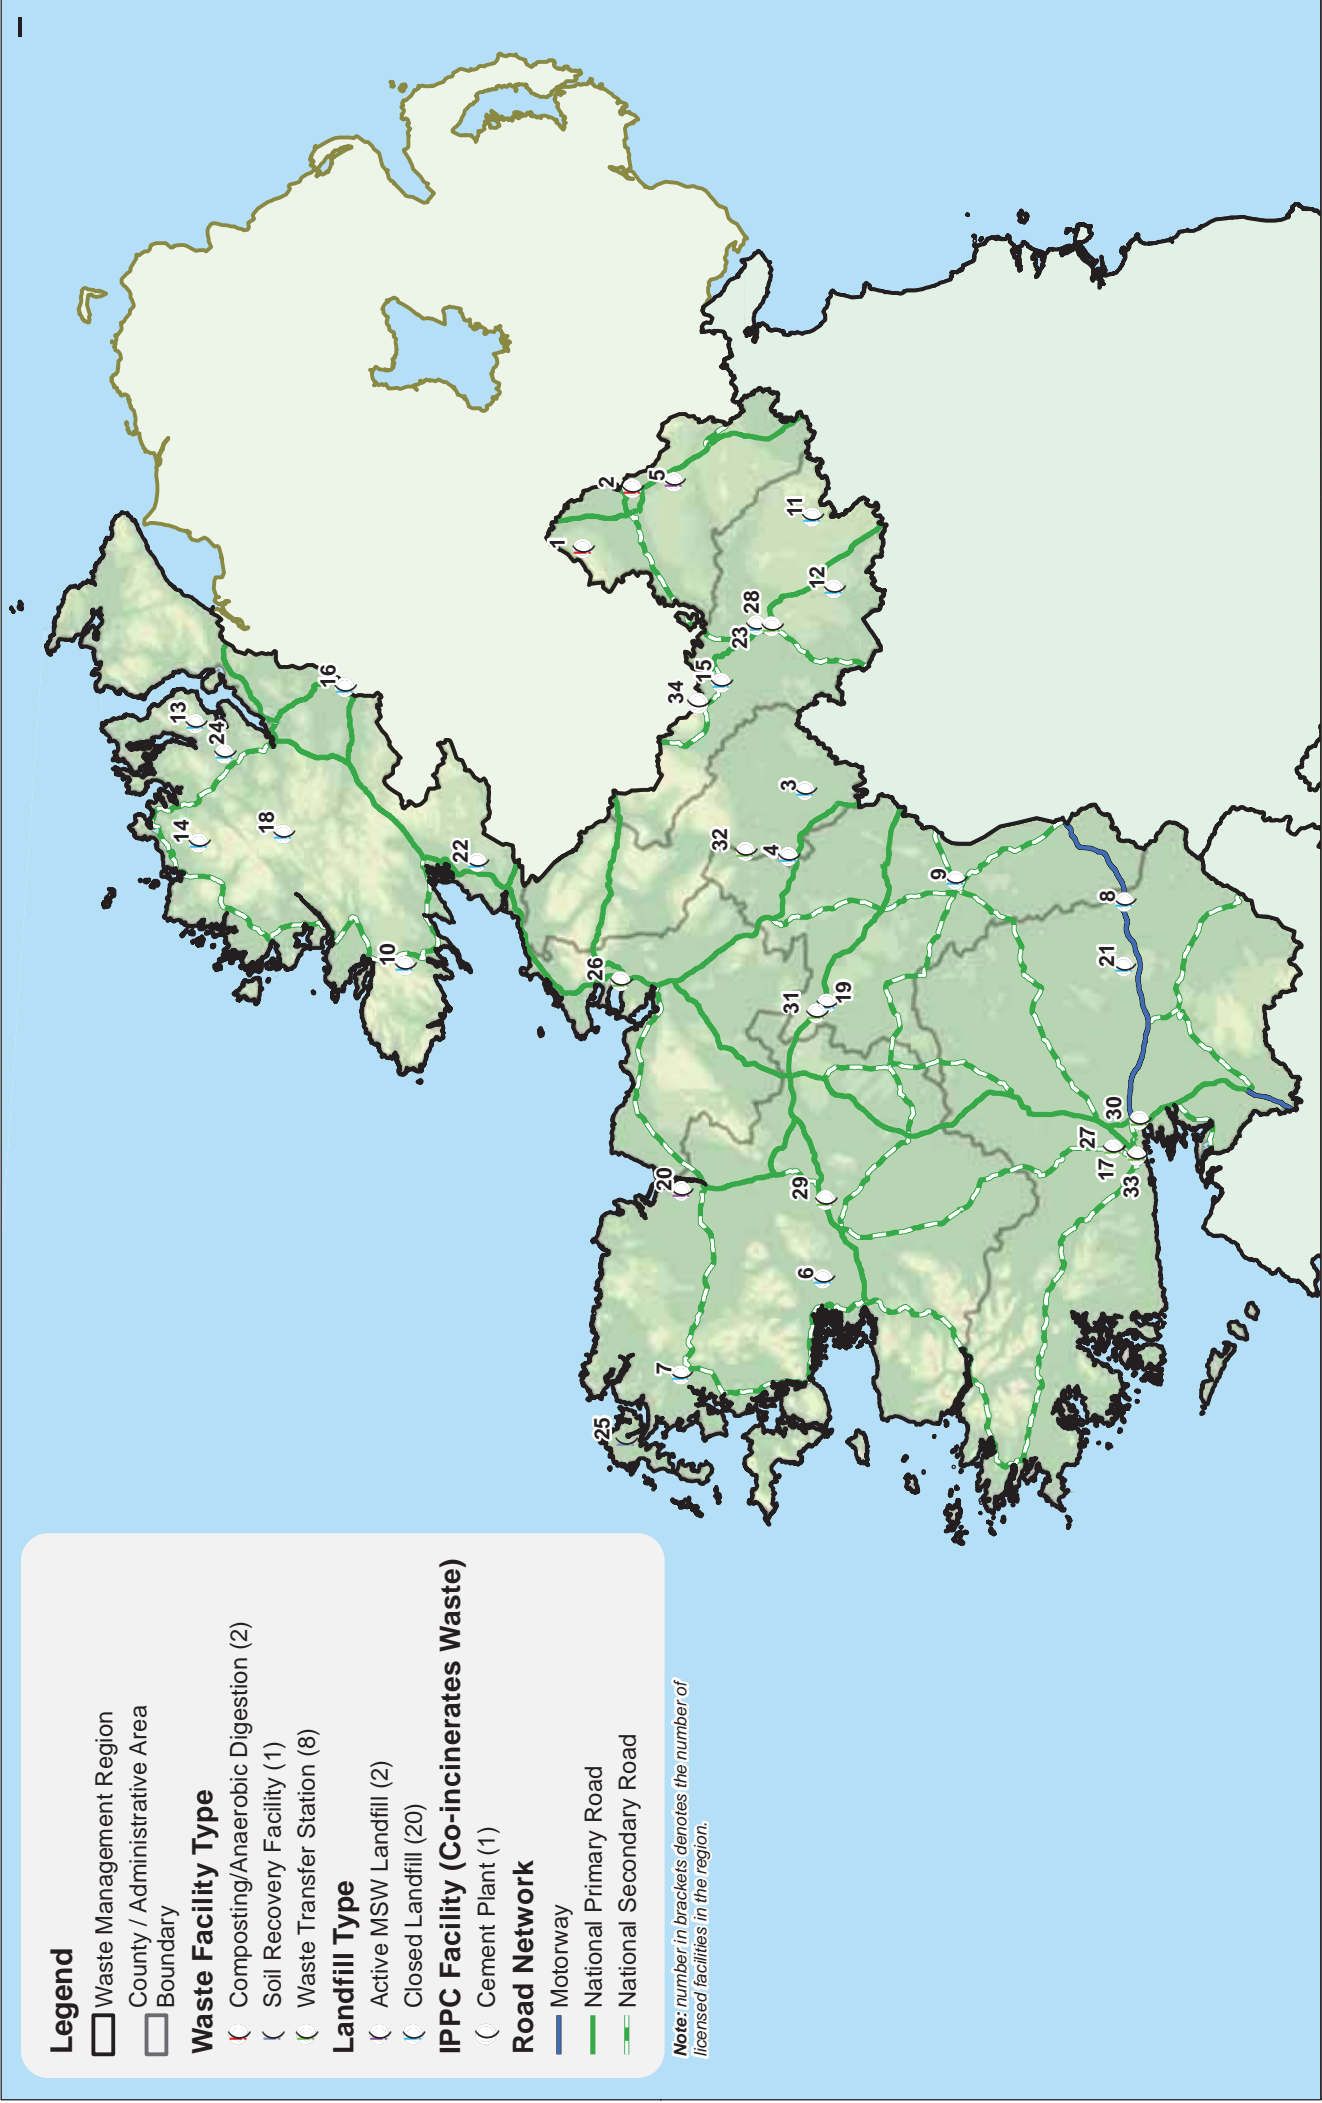 Legend
Waste Management Region
County / Administrative Area
Boundary
Waste Facility Type
Composting/Anaerobic Digestion (2)
Soil Recovery Facility (1)
Waste Transfer Station (8)
Landfill Type
Active MSW Landfill (2)
Closed Landfill (20)
IPPC Facility (Co-incinerates Waste)
Cement Plant (1)
Road Network
Motorway
National Primary Road
National Secondary Road
Note: number in brackets denotes the number of
licensed facilities in the region.
25
7
6
20
29
33
17
27
30
26
31
19
21
8
10
9
22
14
18
32
4
3
24
13
16
34
15
23
28
12
1
11
2
5